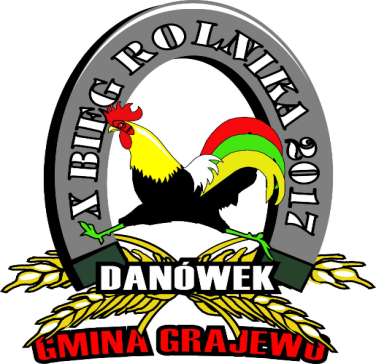 X BIEG ROLNIKA 2017
DANÓWEK
GMINA GRAJEWO